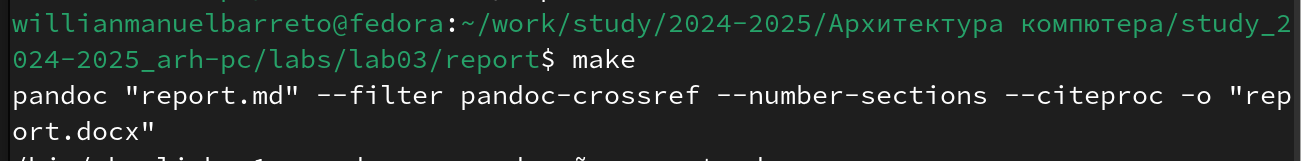 willianmanuelbarreto@fedora:~/work/study/2024-2025/Архитектура компютера/study_2
024-2025_arh-pc/labs/lab03/report$ make
pandoc "report.md" --filter pandoc-crossref --number-sections --citeproc -o "rep
ort.docx"